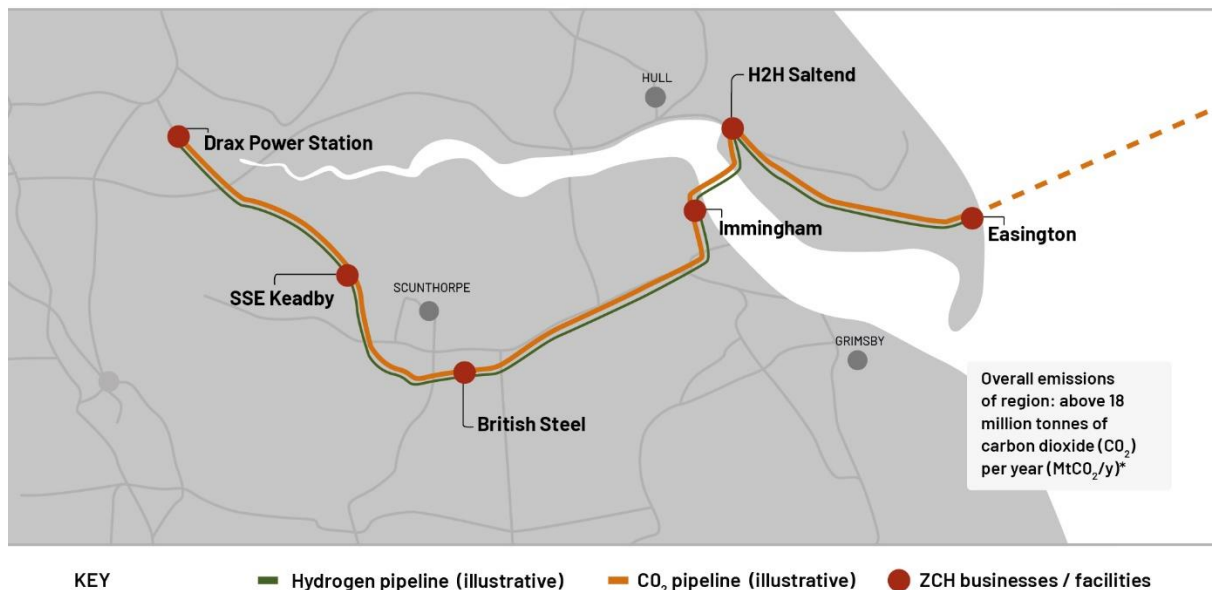 HULL
H2H Saltend
Drax Power Station
Immingham
Easington
SSE Keadby
SCUNTHORPE
GRIMSBY
British Steel
Overall emissions
of region: above 18
million tonnes of
carbon dioxide (CO₂)
per year (MtCO₂/y)*
KEY
Hydrogen pipeline (illustrative)
CO₂ pipeline (illustrative)
ZCH businesses / facilities